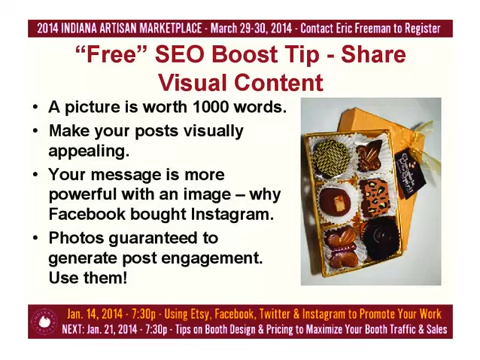 2014 INDIANA ARTISAN MARKETPLACE - March 29-30, 2014 - Contact Eric Freeman to Register
“Free” SEO Boost Tip - Share
Visual Content
• A picture is worth 1000 words.
• Make your posts visually
appealing.
• Your message is more
powerful with an image – why
Facebook bought Instagram.
• Photos guaranteed to
generate post engagement.
Use them!
Jan. 14, 2014 - 7:30p - Using Etsy, Facebook, Twitter & Instagram to Promote Your Work
NEXT: Jan. 21, 2014 - 7:30p - Tips on Booth Design & Pricing to Maximize Your Booth Traffic & Sales